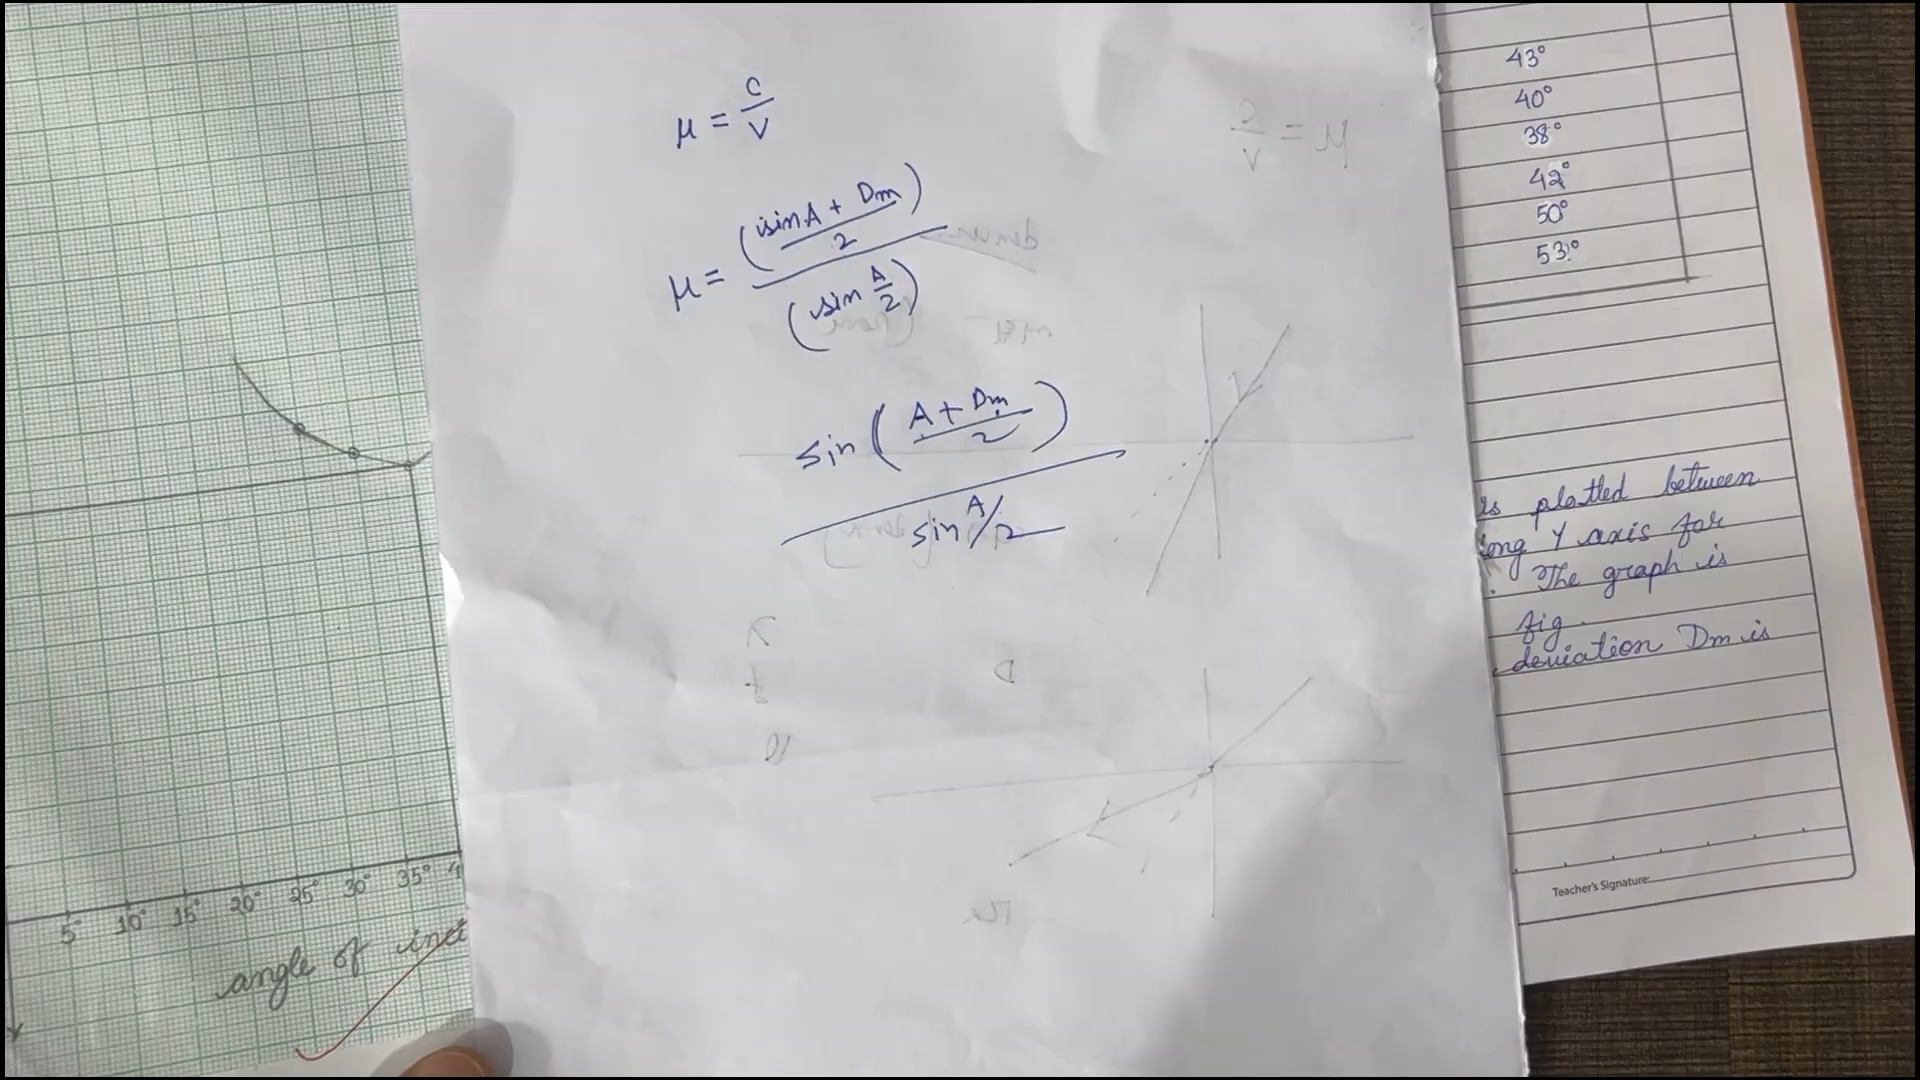 μ = c/v
μ = (sin A + Dm/2)/(sin A/2)
sin (A + Dm/2)
sin A/2
43°
40°
38°
42°
50°
53°
is plotted between
long Y axis for
The graph is
fig.
deviation Dm is
Teacher's Signature:
5° 10° 15° 20° 25° 30° 35°
angle of inci